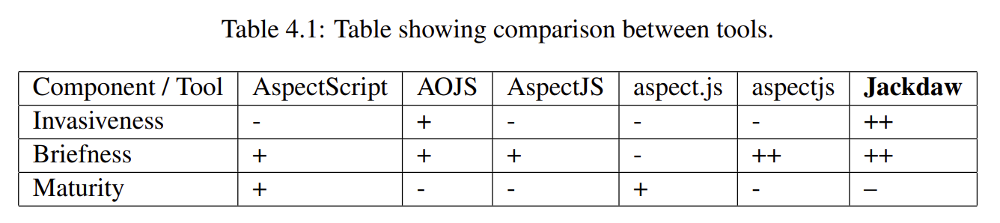 Table 4.1: Table showing comparison between tools.
Component / Tool AspectScript AOJS AspectJS aspect.js aspectjs Jackdaw
Invasiveness - + - - - ++
Briefness + + + - ++ ++
Maturity + - - + - –